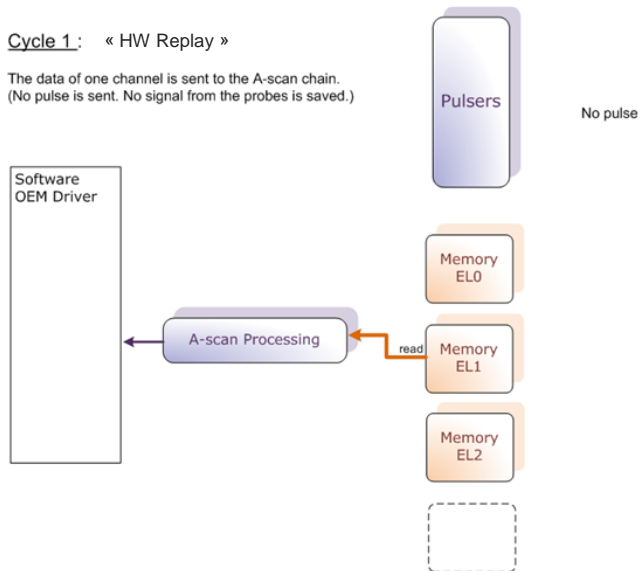 Cycle 1 : « HW Replay »
The data of one channel is sent to the A-scan chain.
(No pulse is sent. No signal from the probes is saved.)
Pulsers
No pulse
Software
OEM Driver
Memory
EL0
A-scan Processing
read
Memory
EL1
Memory
EL2